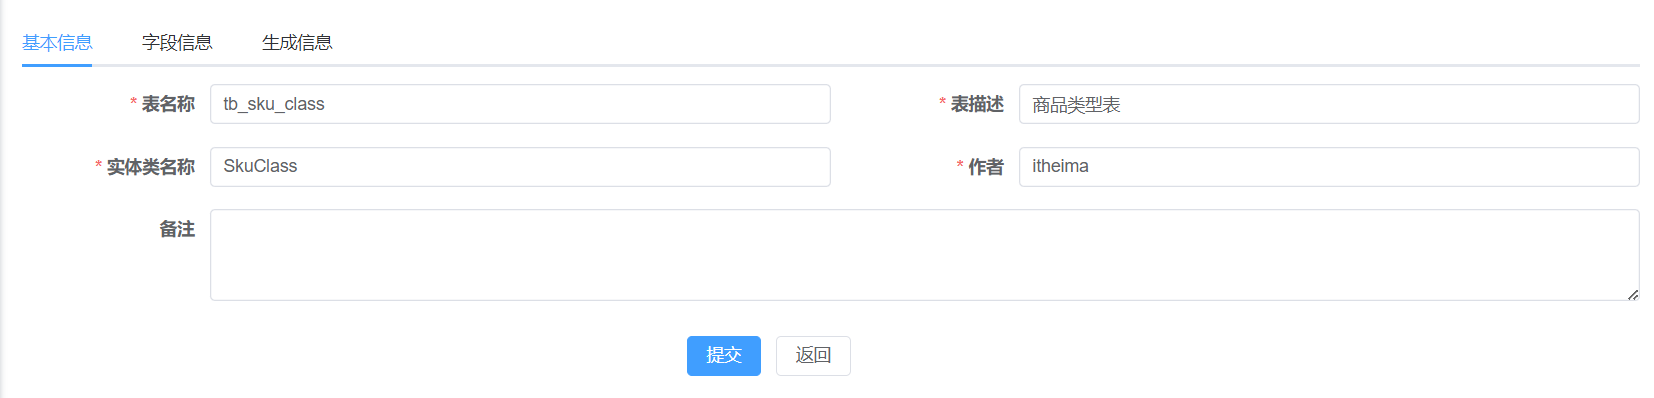 基本信息 字段信息 生成信息
* 表名称 tb_sku_class * 表描述 商品类型表
* 实体类名称 SkuClass * 作者 itheima
备注
提交 返回